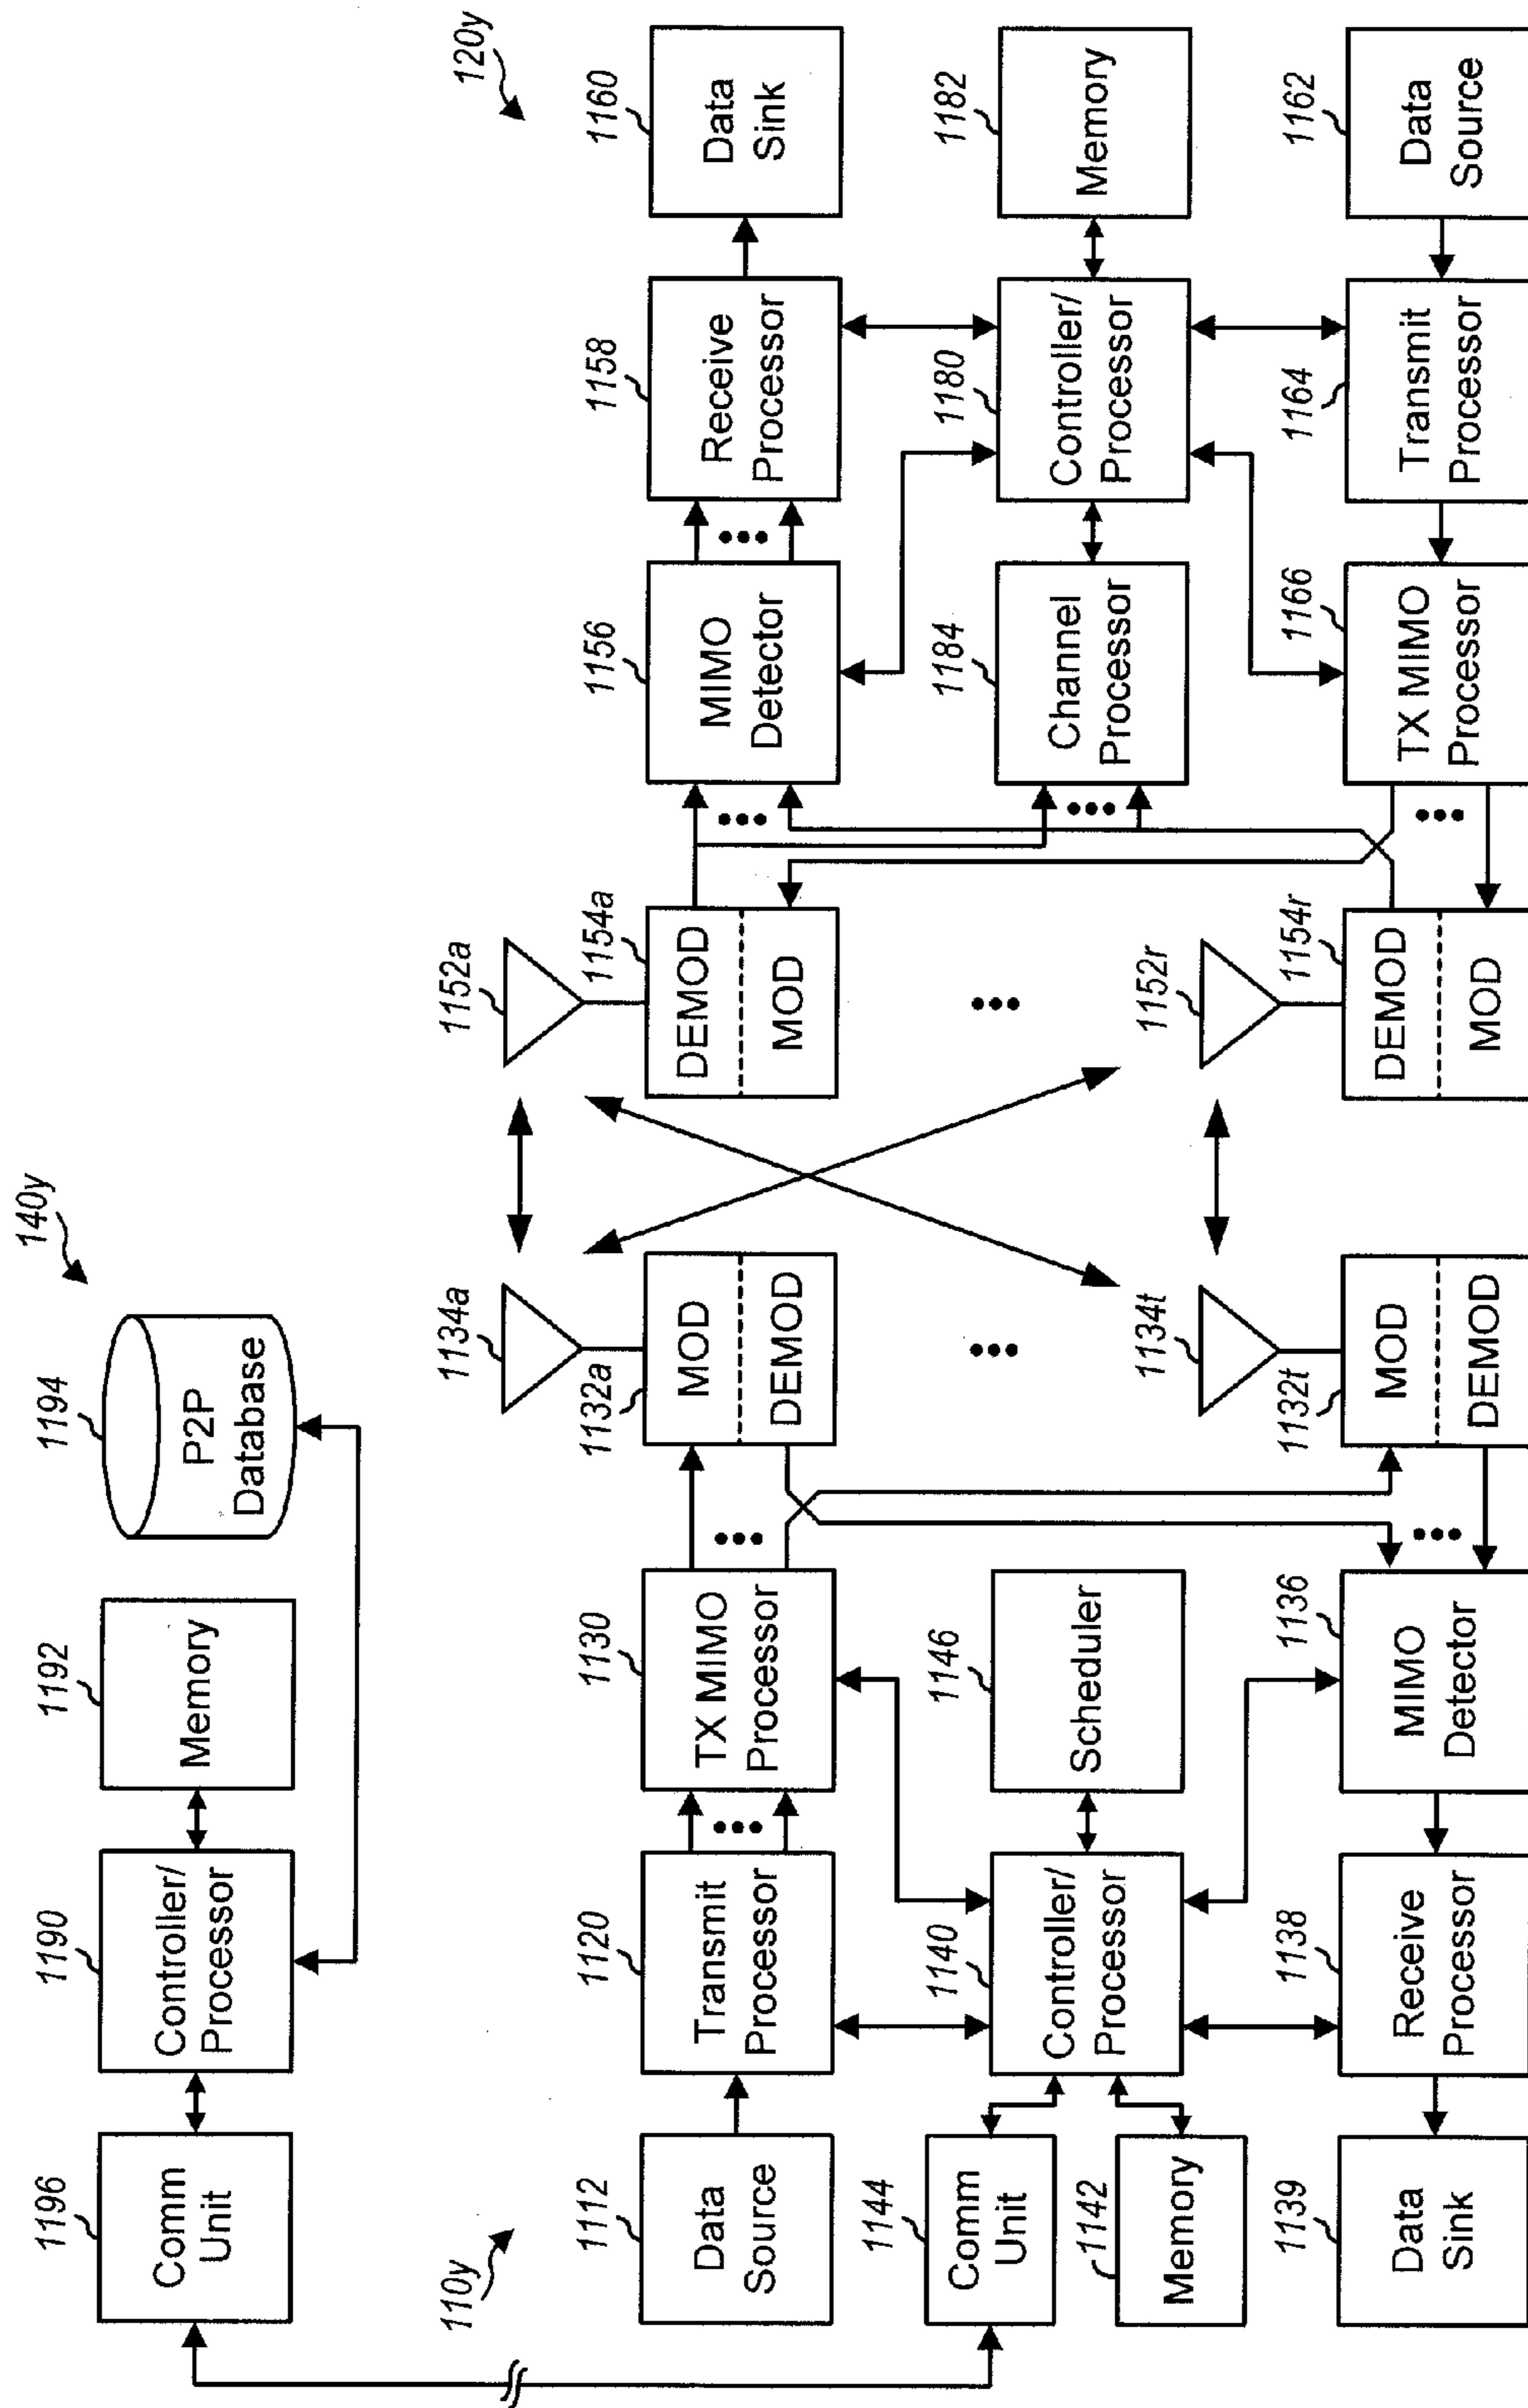 140y
1196
Comm
Unit
1190
Controller/
Processor
1192
Memory
1194
P2P
Database
110y
1112
Data
Source
1120
Transmit
Processor
1130
TX MIMO
Processor
1132a
MOD
DEMOD
1134a
1144
Comm
Unit
1142
Memory
1140
Controller/
Processor
1146
Scheduler
1139
Data
Sink
1138
Receive
Processor
1136
MIMO
Detector
1132t
MOD
DEMOD
1134t
120y
1152a
1154a
DEMOD
MOD
1156
MIMO
Detector
1158
Receive
Processor
1160
Data
Sink
1184
Channel
Processor
1180
Controller/
Processor
1182
Memory
1152r
1154r
DEMOD
MOD
1166
TX MIMO
Processor
1164
Transmit
Processor
1162
Data
Source